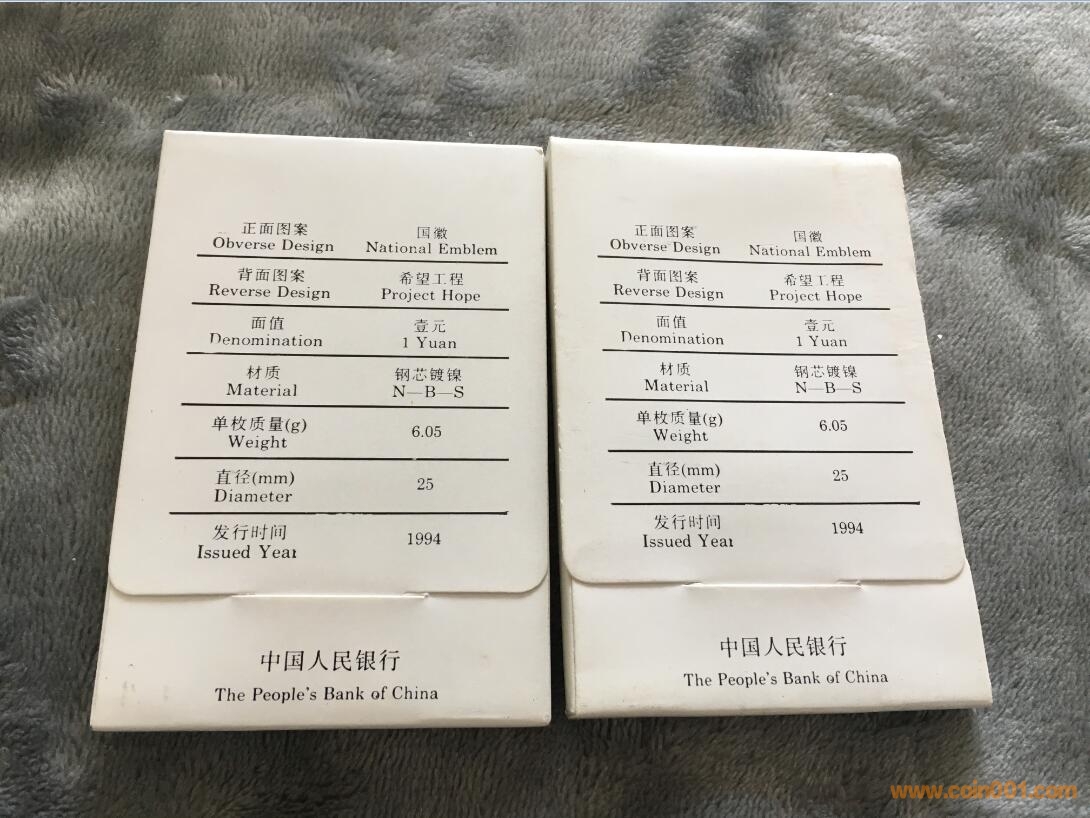 正面图案 国徽
Obverse Design National Emblem
背面图案 希望工程
Reverse Design Project Hope
面值 壹元
Denomination 1 Yuan
材质 钢芯镀镍
Material N—B—S
单枚质量(g) 6.05
Weight
直径(mm) 25
Diameter
发行时间 1994
Issued Year
中国人民银行
The People's Bank of China
正面图案 国徽
Obverse Design National Emblem
背面图案 希望工程
Reverse Design Project Hope
面值 壹元
Denomination 1 Yuan
材质 钢芯镀镍
Material N—B—S
单枚质量(g) 6.05
Weight
直径(mm) 25
Diameter
发行时间 1994
Issued Year
中国人民银行
The People's Bank of China
www.coin001.com